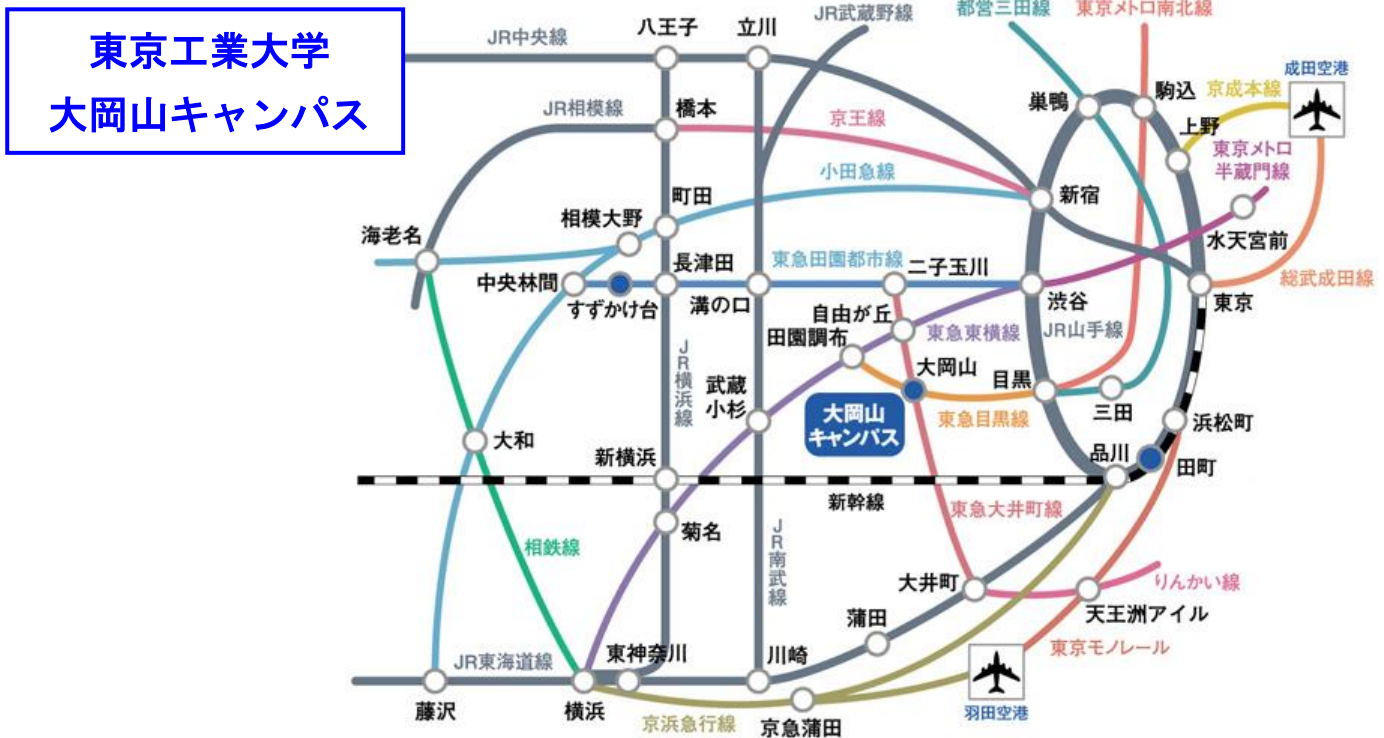 東京工業大学
大岡山キャンパス
JR中央線
八王子
立川
JR武蔵野線
都営三田線
東京メトロ南北線
成田空港
JR相模線
橋本
京王線
巣鴨
駒込
京成本線
上野
東京メトロ
半蔵門線
小田急線
町田
相模大野
新宿
海老名
水天宮前
中央林間
すずかけ台
長津田
溝の口
東急田園都市線
二子玉川
渋谷
東京
総武成田線
自由が丘
田園調布
東急東横線
JR山手線
JR横浜線
武蔵
小杉
大岡山
目黒
三田
大岡山
キャンパス
東急目黒線
浜松町
大和
新横浜
品川
田町
新幹線
菊名
東急大井町線
相鉄線
JR南武線
大井町
りんかい線
天王洲アイル
蒲田
JR東海道線
東神奈川
川崎
東京モノレール
藤沢
横浜
京浜急行線
京急蒲田
羽田空港